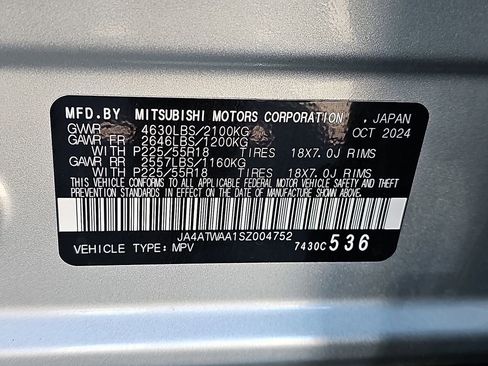 MFD.BY MITSUBISHI MOTORS CORPORATION , JAPAN
GVWR 4630LBS/2100KG OCT 2024
GAWR FR 2646LBS/1200KG
WITH P225/55R18 TIRES 18X7.0J RIMS
GAWR RR 2557LBS/1160KG
WITH P225/55R18 TIRES 18X7.0J RIMS
THIS VEHICLE CONFORMS TO ALL APPLICABLE FEDERAL MOTOR VEHICLE SAFETY AND THEFT
PREVENTION STANDARDS IN EFFECT ON THE DATE OF MANUFACTURE SHOWN ABOVE.
JA4ATWAA1SZ004752
VEHICLE TYPE: MPV 7430C 536